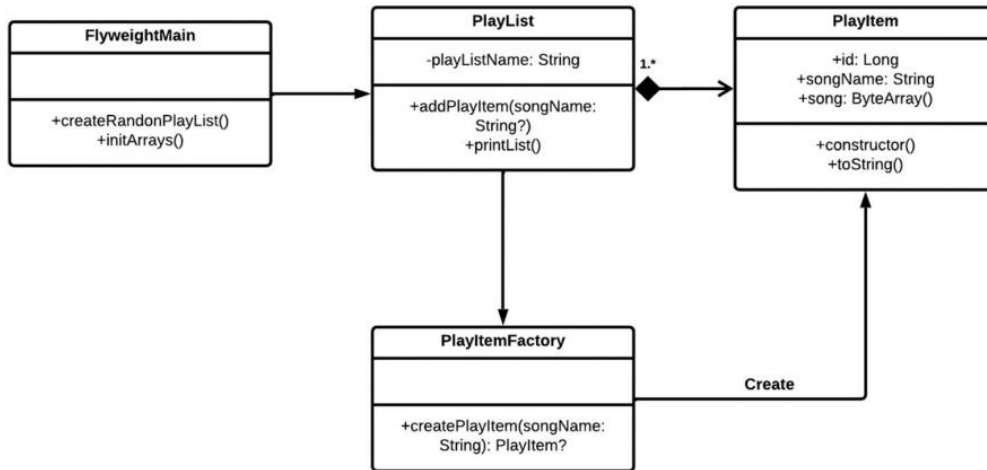 FlyweightMain
+createRandonPlayList()
+initArrays()
PlayList
-playListName: String
+addPlayItem(songName:
String?)
+printList()
1.*
PlayItem
+id: Long
+songName: String
+song: ByteArray()
+constructor()
+toString()
PlayItemFactory
+createPlayItem(songName:
String): PlayItem?
Create